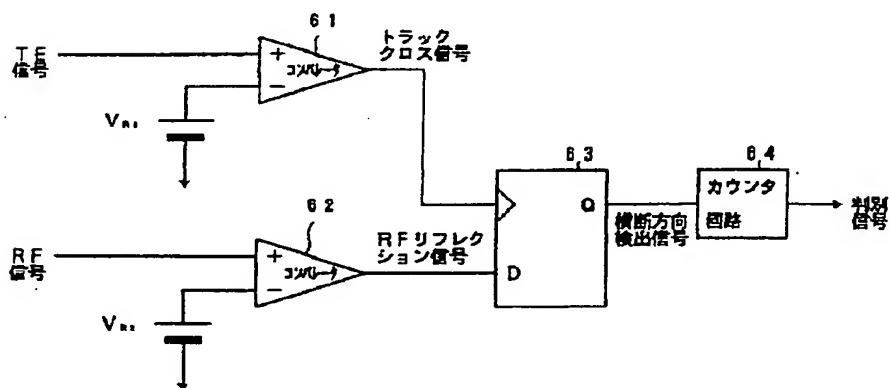 61
トラック
クロス信号
TE
信号
+
コンパレータ
−
VR1
63
64
Q
カウンタ
回路
判別
信号
横断方向
検出信号
62
RFリフレク
ション信号
RF
信号
+
コンパレータ
−
D
VR2